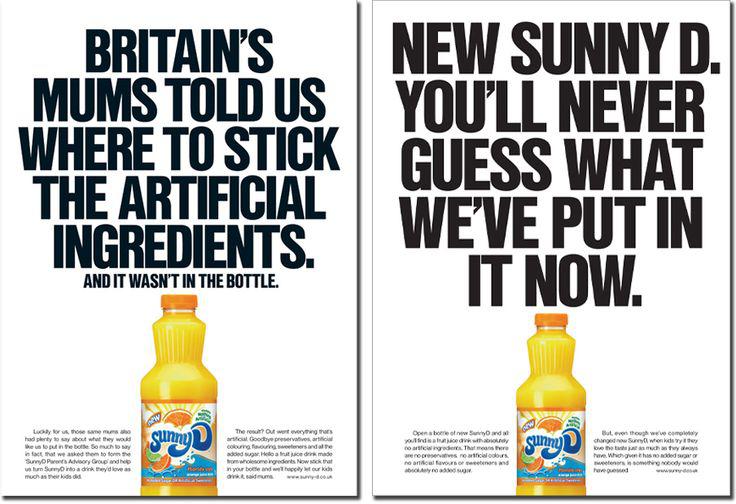 BRITAIN'S
MUMS TOLD US
WHERE TO STICK
THE ARTIFICIAL
INGREDIENTS.
AND IT WASN'T IN THE BOTTLE.
NEW
sunny D
Florida style
Luckily for us, those same mums also
had plenty to say about what they would
like us to put in the bottle. So much to say
in fact, that we asked them to form the
'SunnyD Parent's Advisory Group' and help
us turn SunnyD into a drink they'd love as
much as their kids did.
The result? Out went everything that's
artificial. Goodbye preservatives, artificial
colouring, flavouring, sweeteners and all the
added sugar. Hello a fruit juice drink made
from wholesome ingredients. Now stick that
in your bottle and we'll happily let our kids
drink it, said mums. www.sunny-d.co.uk
NEW SUNNY D.
YOU'LL NEVER
GUESS WHAT
WE'VE PUT IN
IT NOW.
NEW
sunny D
Florida style
Open a bottle of new SunnyD and all
you'll find is a fruit juice drink with absolutely
no artificial ingredients. That means there
are no preservatives, no artificial colours,
no artificial flavours or sweeteners and
absolutely no added sugar.
But, even though we've completely
changed new SunnyD, when kids try it they
love the taste just as much as they always
have. Which given it has no added sugar or
sweeteners, is something nobody would
have guessed. www.sunny-d.co.uk